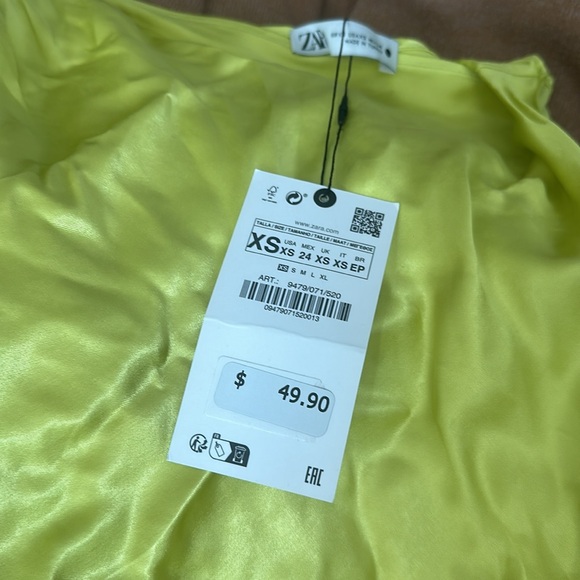 ZARA
www.zara.com
TALLA / SIZE / TAMANHO / TAILLE / MAAT /
XS USA XS MEX 24 UK XS IT XS BR EP
XS S M L XL
ART.: 9479/071/520
09479071520013
$ 49.90
FSC
EAC